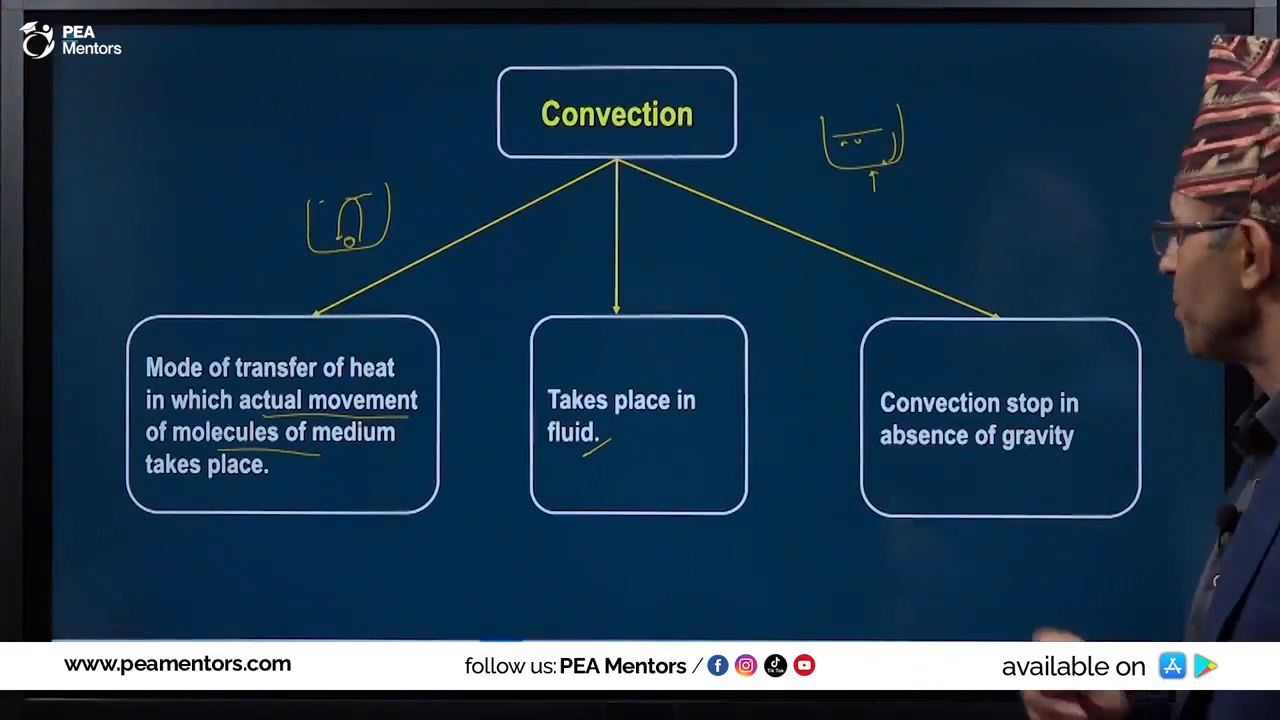 PEA
Mentors
Convection
Mode of transfer of heat
in which actual movement
of molecules of medium
takes place.
Takes place in
fluid.
Convection stop in
absence of gravity
www.peamentors.com
follow us: PEA Mentors /
available on